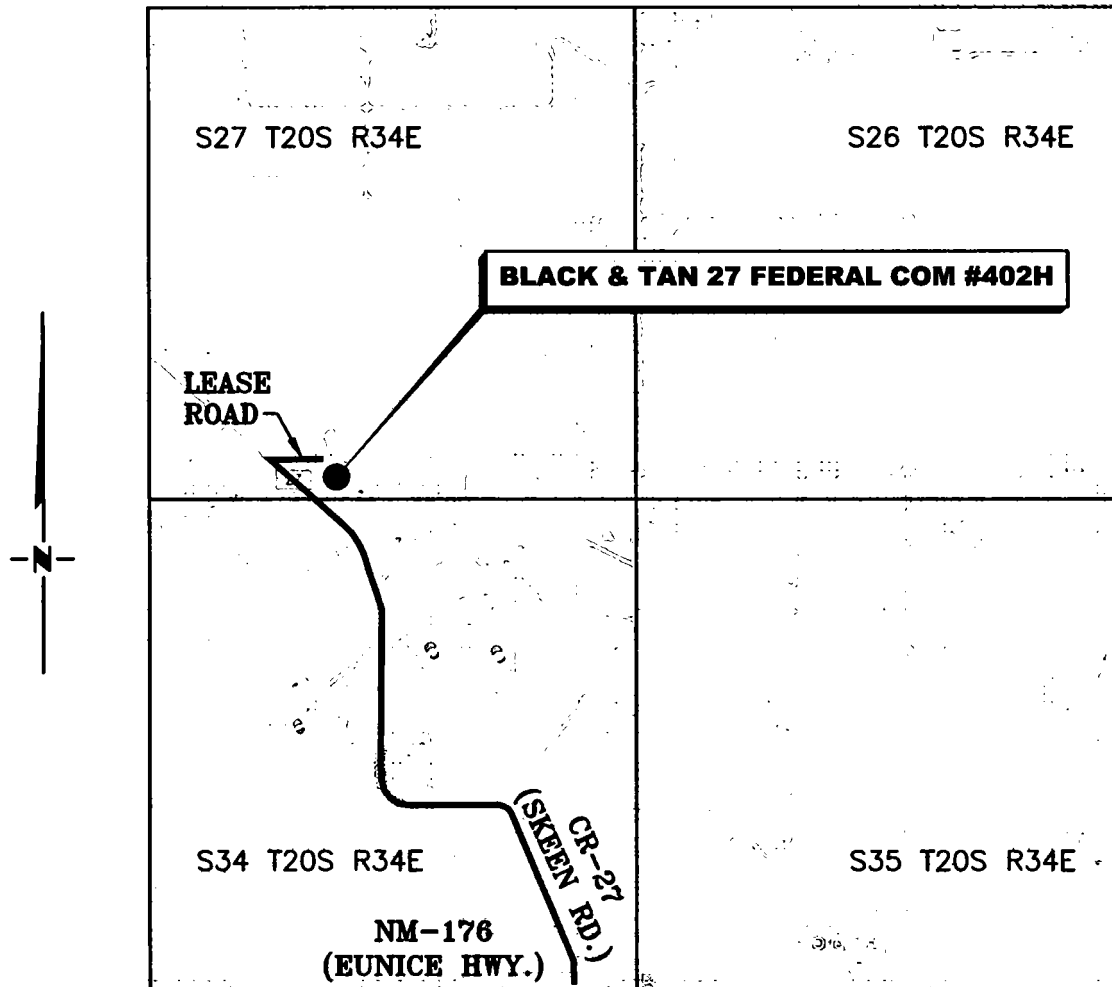 S27 T20S R34E
S26 T20S R34E
BLACK & TAN 27 FEDERAL COM #402H
LEASE
ROAD
27
-N-
S34 T20S R34E
CR-27
(SKEEN RD.)
S35 T20S R34E
NM-176
(EUNICE HWY.)